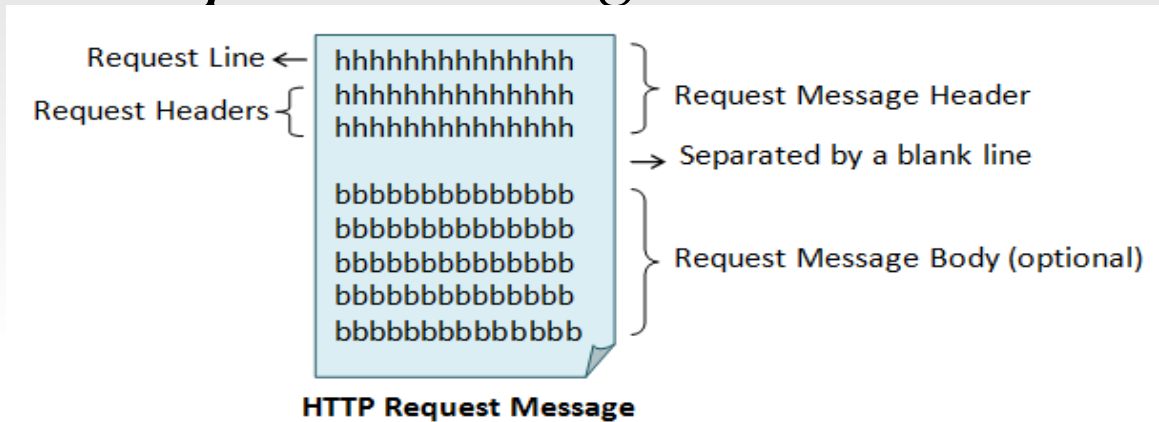 Request Line
Request Headers
hhhhhhhhhhhhhh
hhhhhhhhhhhhhh
hhhhhhhhhhhhhh
Request Message Header
Separated by a blank line
bbbbbbbbbbbbbb
bbbbbbbbbbbbbb
bbbbbbbbbbbbbb
bbbbbbbbbbbbbb
bbbbbbbbbbbbbb
Request Message Body (optional)
HTTP Request Message